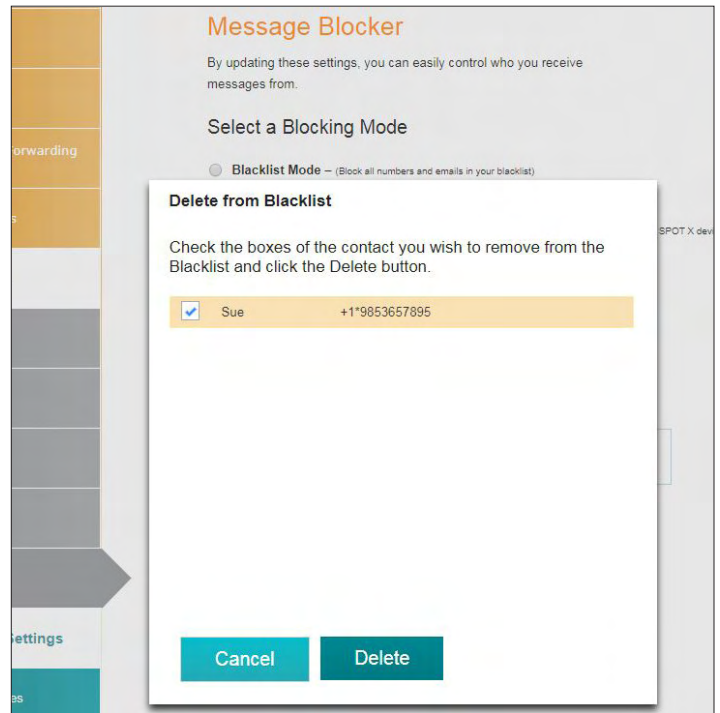 Message Blocker
By updating these settings, you can easily control who you receive
messages from.
Select a Blocking Mode
orwarding
Blacklist Mode – (Block all numbers and emails in your blacklist)
s
Delete from Blacklist
SPOT X dev
Check the boxes of the contact you wish to remove from the
Blacklist and click the Delete button.
Sue +1*9853657895
ettings
Cancel Delete
es